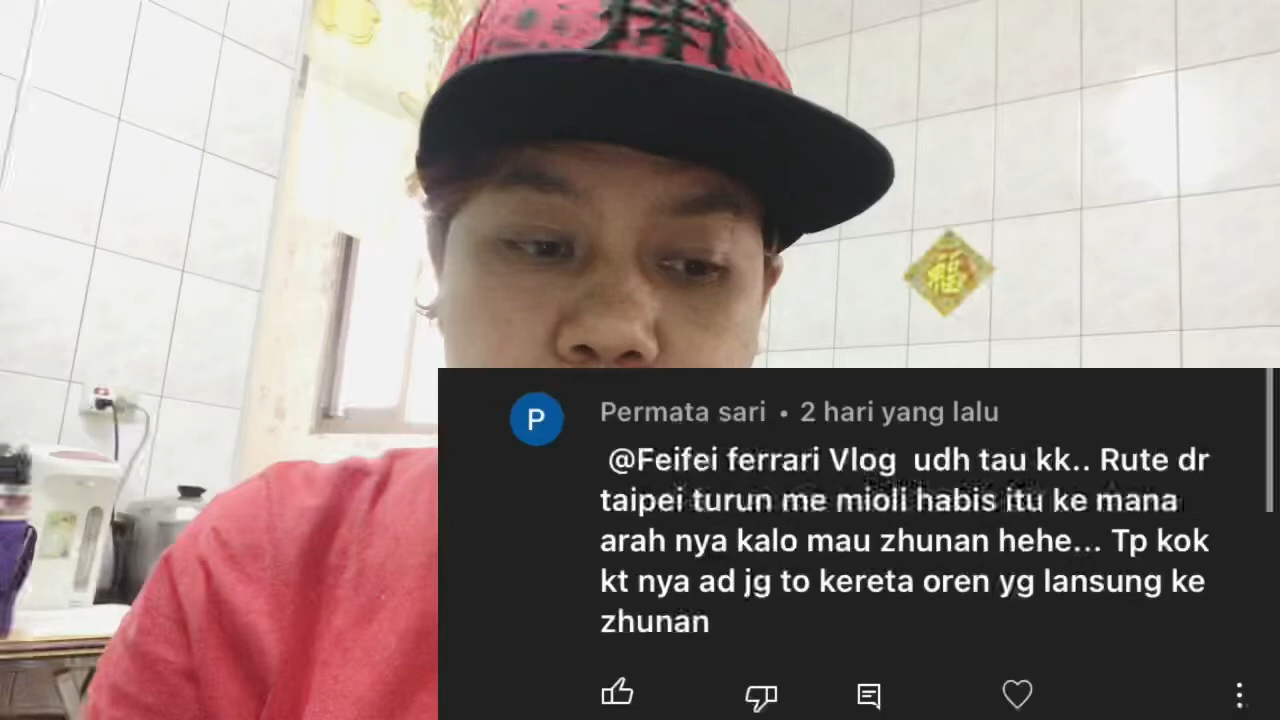 福
Permata sari • 2 hari yang lalu
P
@Feifei ferrari Vlog udh tau kk.. Rute dr
taipei turun me mioli habis itu ke mana
arah nya kalo mau zhunan hehe... Tp kok
kt nya ad jg to kereta oren yg lansung ke
zhunan